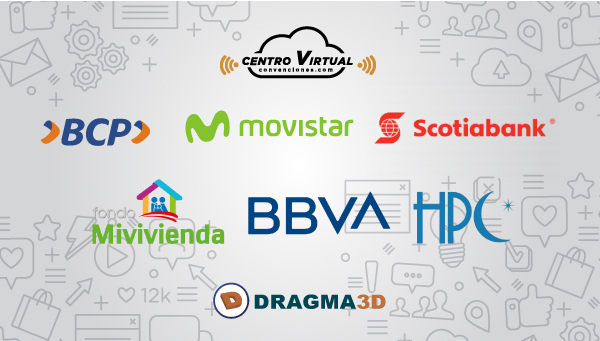 CENTRO VIRTUAL
convenciones.com
BCP
movistar
Scotiabank
fondo
Mivivienda
BBVA
HPC
12k
D DRAGMA3D